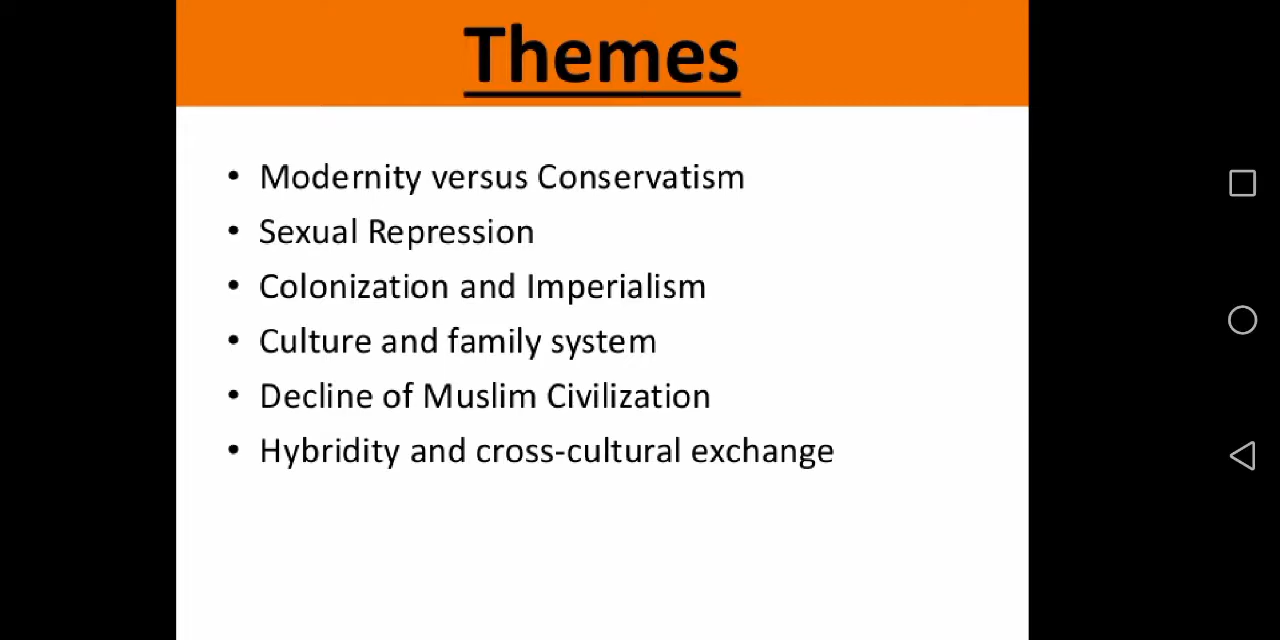 Themes
• Modernity versus Conservatism
• Sexual Repression
• Colonization and Imperialism
• Culture and family system
• Decline of Muslim Civilization
• Hybridity and cross-cultural exchange